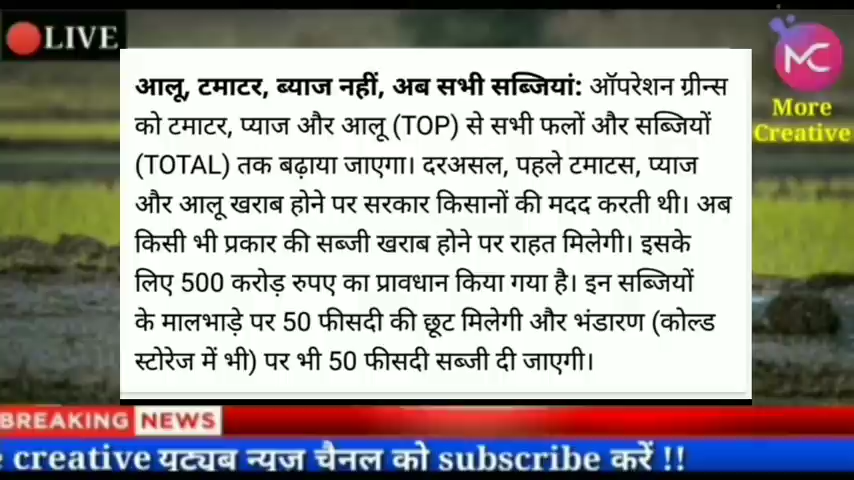 LIVE
More
Creative
आलू, टमाटर, ब्याज नहीं, अब सभी सब्जियां: ऑपरेशन ग्रीन्स
को टमाटर, प्याज और आलू (TOP) से सभी फलों और सब्जियों
(TOTAL) तक बढ़ाया जाएगा। दरअसल, पहले टमाटस, प्याज
और आलू खराब होने पर सरकार किसानों की मदद करती थी। अब
किसी भी प्रकार की सब्जी खराब होने पर राहत मिलेगी। इसके
लिए 500 करोड़ रुपए का प्रावधान किया गया है। इन सब्जियों
के मालभाड़े पर 50 फीसदी की छूट मिलेगी और भंडारण (कोल्ड
स्टोरेज में भी) पर भी 50 फीसदी सब्जी दी जाएगी।
BREAKING NEWS
creative यूट्यूब न्यूज चैनल को subscribe करें !!